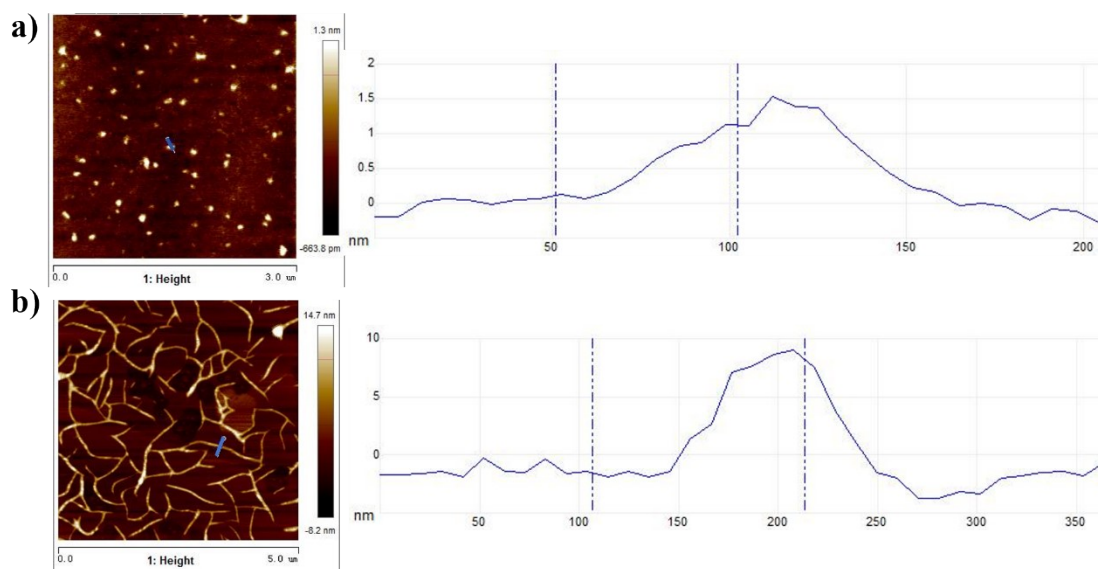 a)
1.3 nm
-663.8 pm
0.0 1: Height 3.0 um
2
1.5
1
0.5
0
nm 50 100 150 200
b)
14.7 nm
-8.2 nm
0.0 1: Height 5.0 um
10
5
0
nm 50 100 150 200 250 300 350